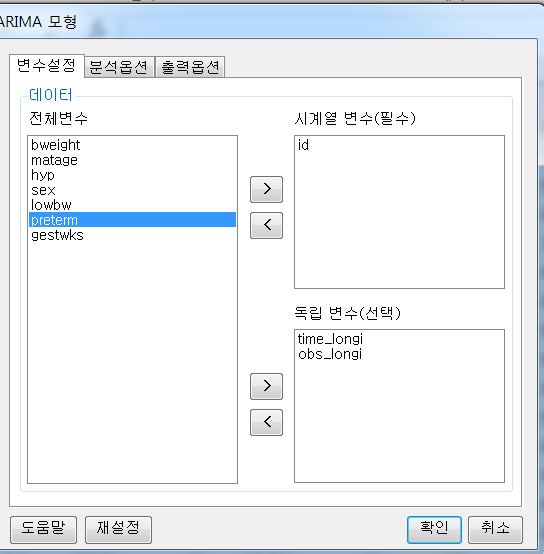 ARIMA 모형
변수설정
분석옵션
출력옵션
데이터
전체변수
bweight
matage
hyp
sex
lowbw
preterm
gestwks
>
<
시계열 변수(필수)
id
독립 변수(선택)
time_longi
obs_longi
>
<
도움말
재설정
확인
취소